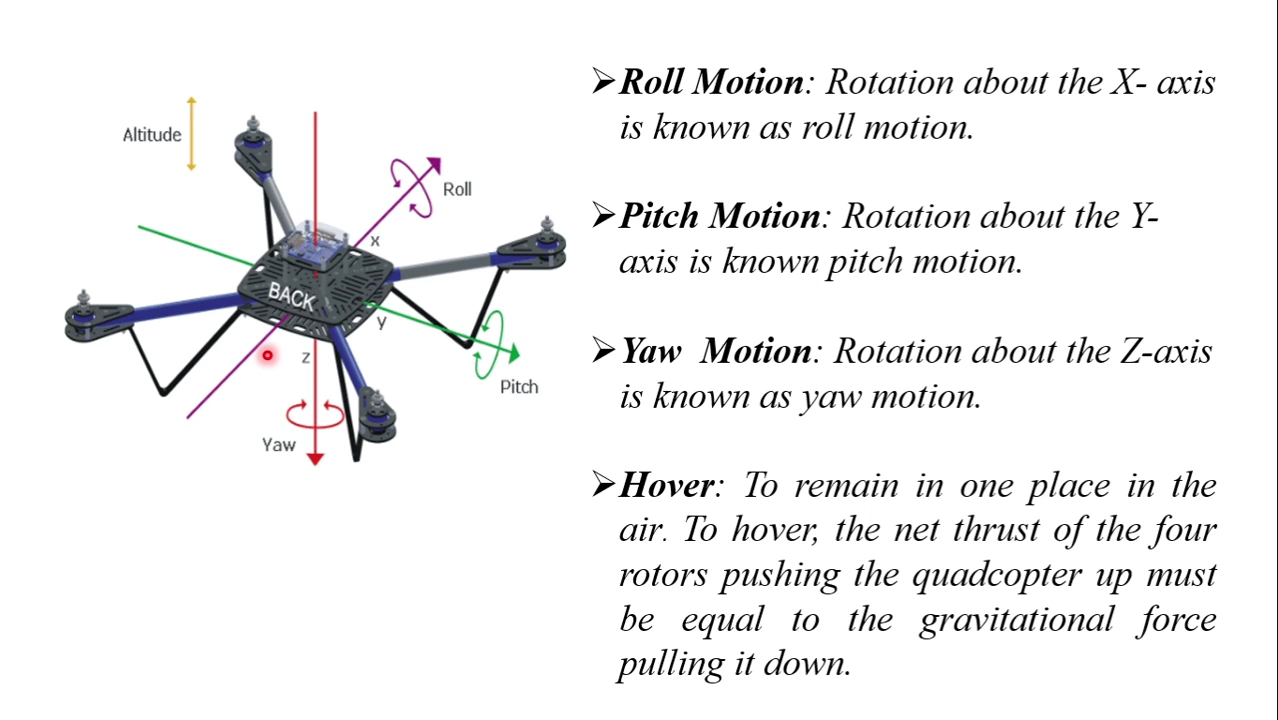 Altitude
Roll
x
BACK
y
z
Pitch
Yaw
➢Roll Motion: Rotation about the X- axis
is known as roll motion.
➢Pitch Motion: Rotation about the Y-
axis is known pitch motion.
➢Yaw Motion: Rotation about the Z-axis
is known as yaw motion.
➢Hover: To remain in one place in the
air. To hover, the net thrust of the four
rotors pushing the quadcopter up must
be equal to the gravitational force
pulling it down.